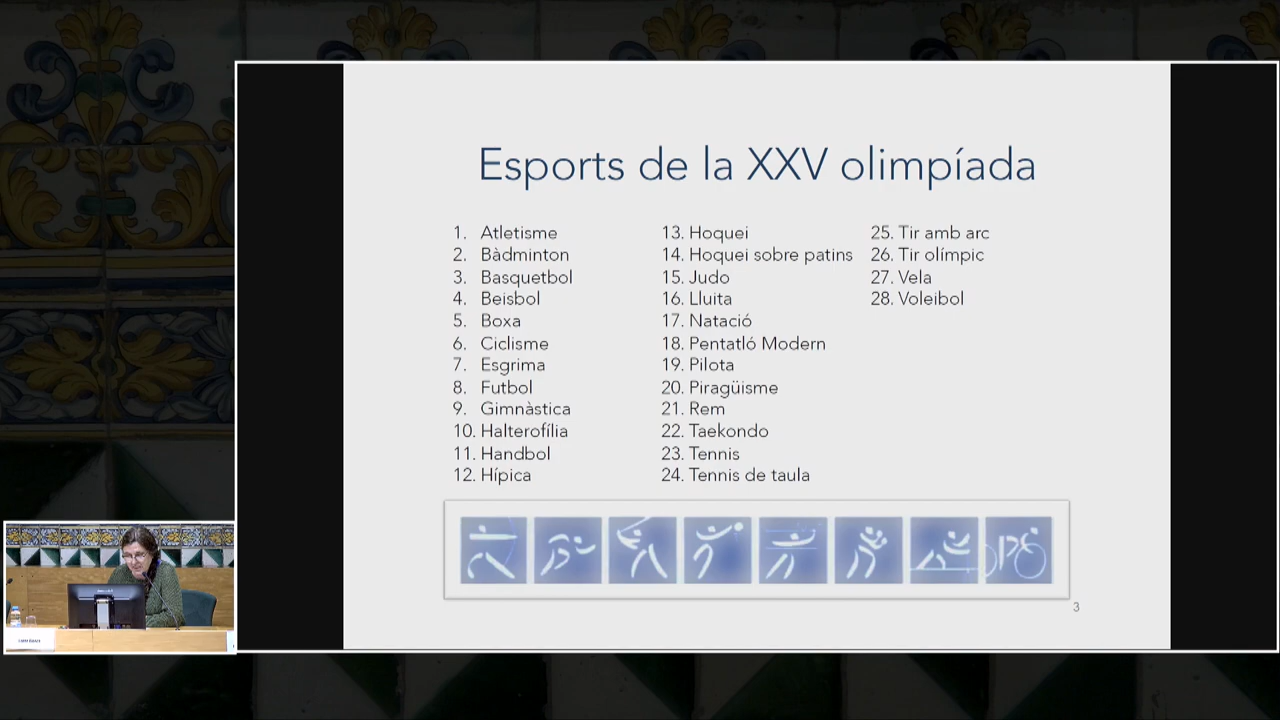 Esports de la XXV olimpíada
1. Atletisme
2. Bàdminton
3. Basquetbol
4. Beisbol
5. Boxa
6. Ciclisme
7. Esgrima
8. Futbol
9. Gimnàstica
10. Halterofília
11. Handbol
12. Hípica
13. Hoquei
14. Hoquei sobre patins
15. Judo
16. Lluita
17. Natació
18. Pentatló Modern
19. Pilota
20. Piragüisme
21. Rem
22. Taekondo
23. Tennis
24. Tennis de taula
25. Tir amb arc
26. Tir olímpic
27. Vela
28. Voleibol
3